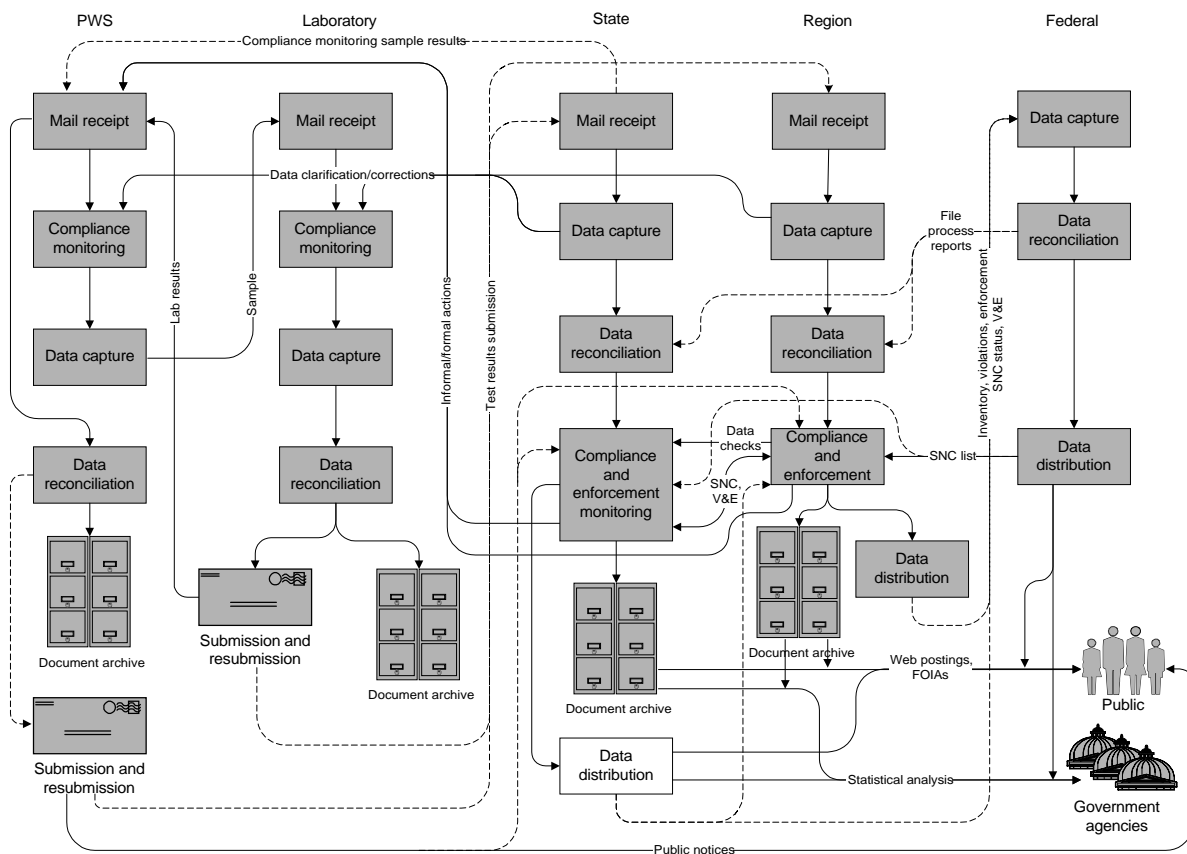 PWS
Laboratory
State
Region
Federal
Compliance monitoring sample results
Mail receipt
Mail receipt
Mail receipt
Mail receipt
Data capture
Data clarification/corrections
Compliance
monitoring
Compliance
monitoring
Data capture
Data capture
File
process
reports
Data
reconciliation
Lab results
Sample
Informal/formal actions
Test results submission
Inventory, violations, enforcement
SNC status, V&E
Data capture
Data capture
Data
reconciliation
Data
reconciliation
Data
reconciliation
Data
reconciliation
Compliance
and
enforcement
monitoring
Data
checks
SNC,
V&E
Compliance
and
enforcement
SNC list
Data
distribution
Data
distribution
Submission and
resubmission
Document archive
Document archive
Document archive
Document archive
Web postings,
FOIAs
Public
Submission and
resubmission
Data
distribution
Statistical analysis
Government
agencies
Public notices